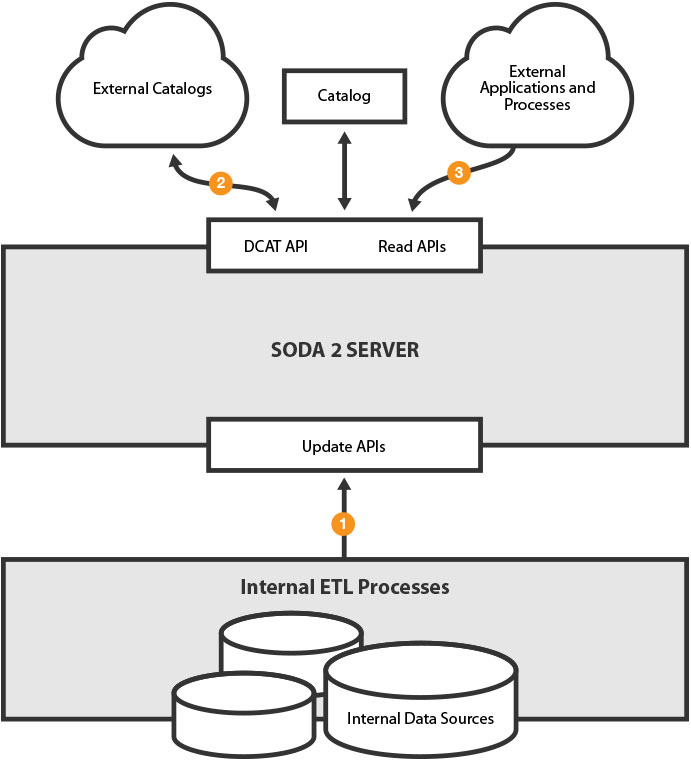 External Catalogs
Catalog
External
Applications and
Processes
2
3
DCAT API
Read APIs
SODA 2 SERVER
Update APIs
1
Internal ETL Processes
Internal Data Sources